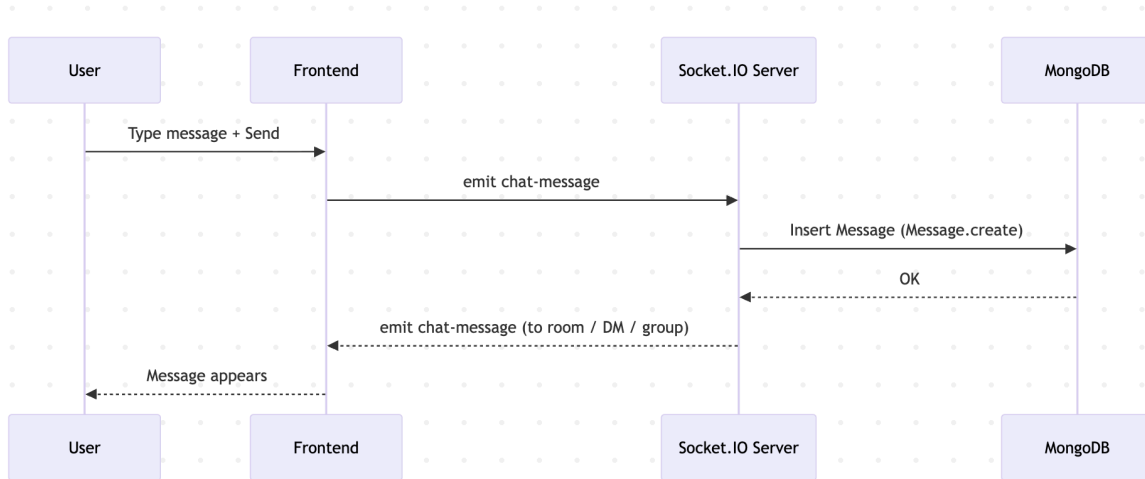 User
Frontend
Socket.IO Server
MongoDB
Type message + Send
emit chat-message
Insert Message (Message.create)
OK
emit chat-message (to room / DM / group)
Message appears
User
Frontend
Socket.IO Server
MongoDB